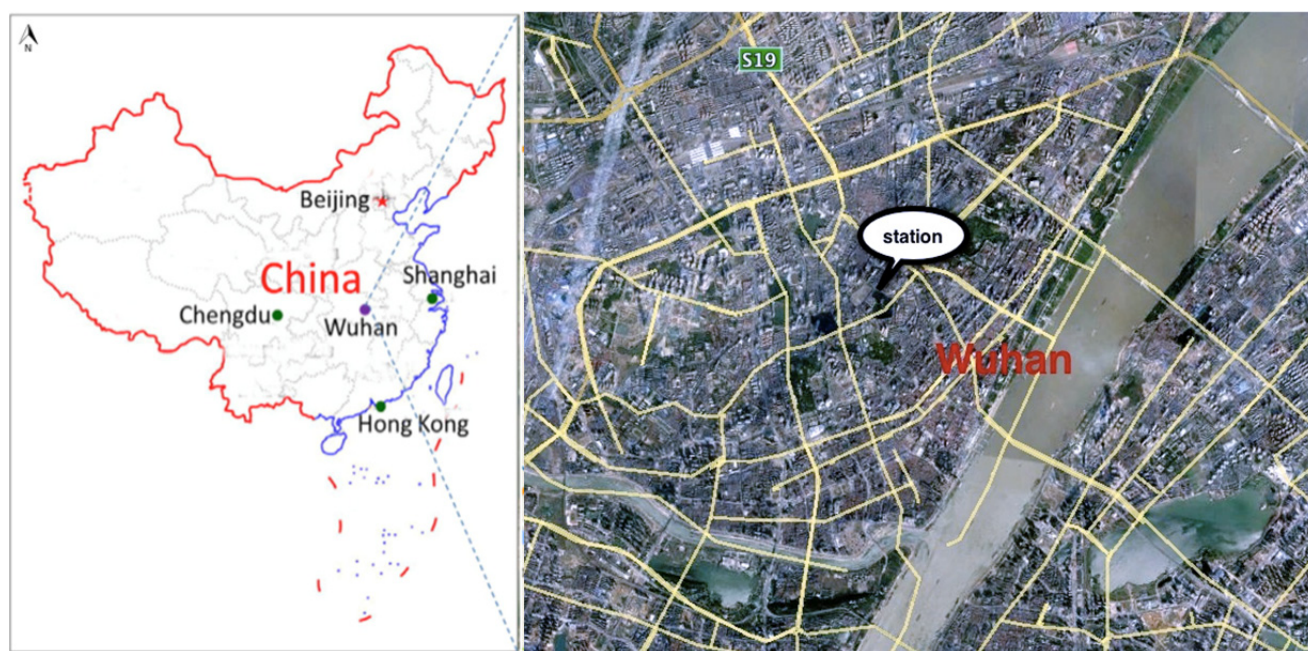 N
Beijing
China
Shanghai
Chengdu
Wuhan
Hong Kong
S19
station
Wuhan